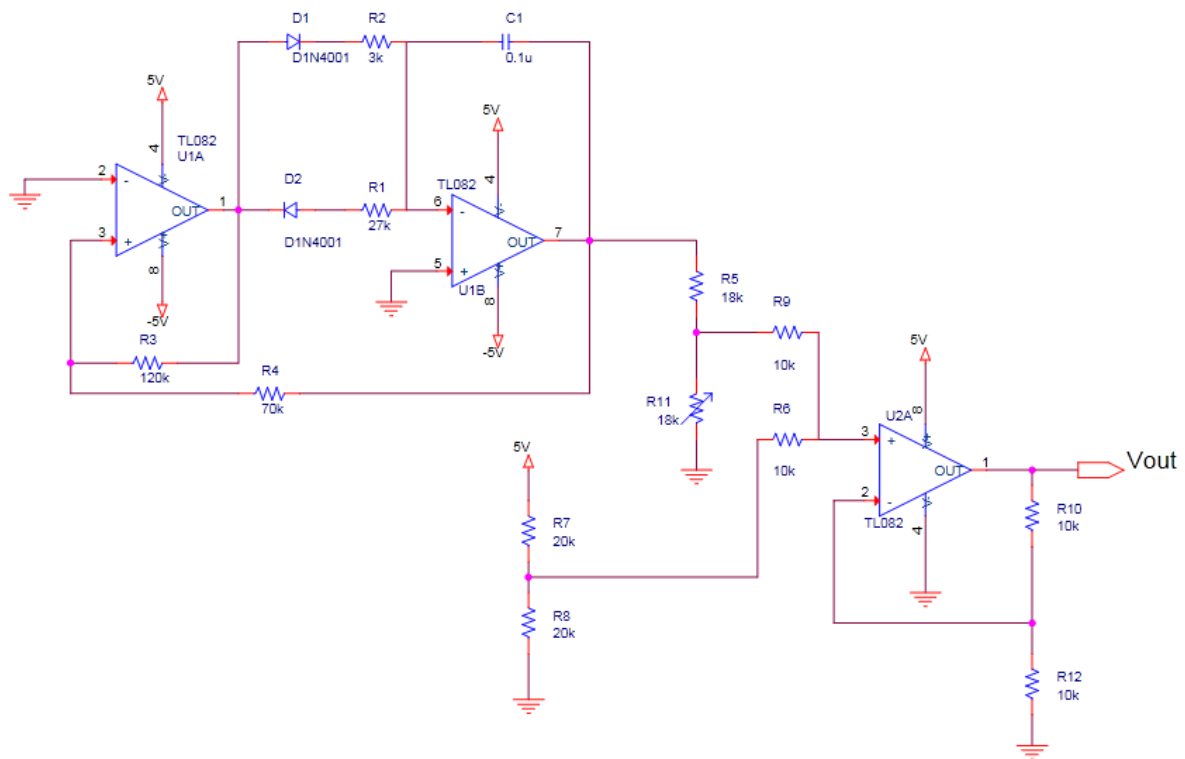 D1
D1N4001
R2
3k
C1
0.1u
5V
4
TL082
U1A
V-
2
-
OUT
1
3
+
V+
8
-5V
D2
D1N4001
R1
27k
5V
4
TL082
V-
6
-
OUT
7
5
+
U1B
V+
8
-5V
R3
120k
R4
70k
R5
18k
R9
10k
R11
18k
R6
10k
5V
U2A
8
V+
3
+
OUT
1
Vout
2
-
V-
TL082
4
R10
10k
5V
R7
20k
R8
20k
R12
10k